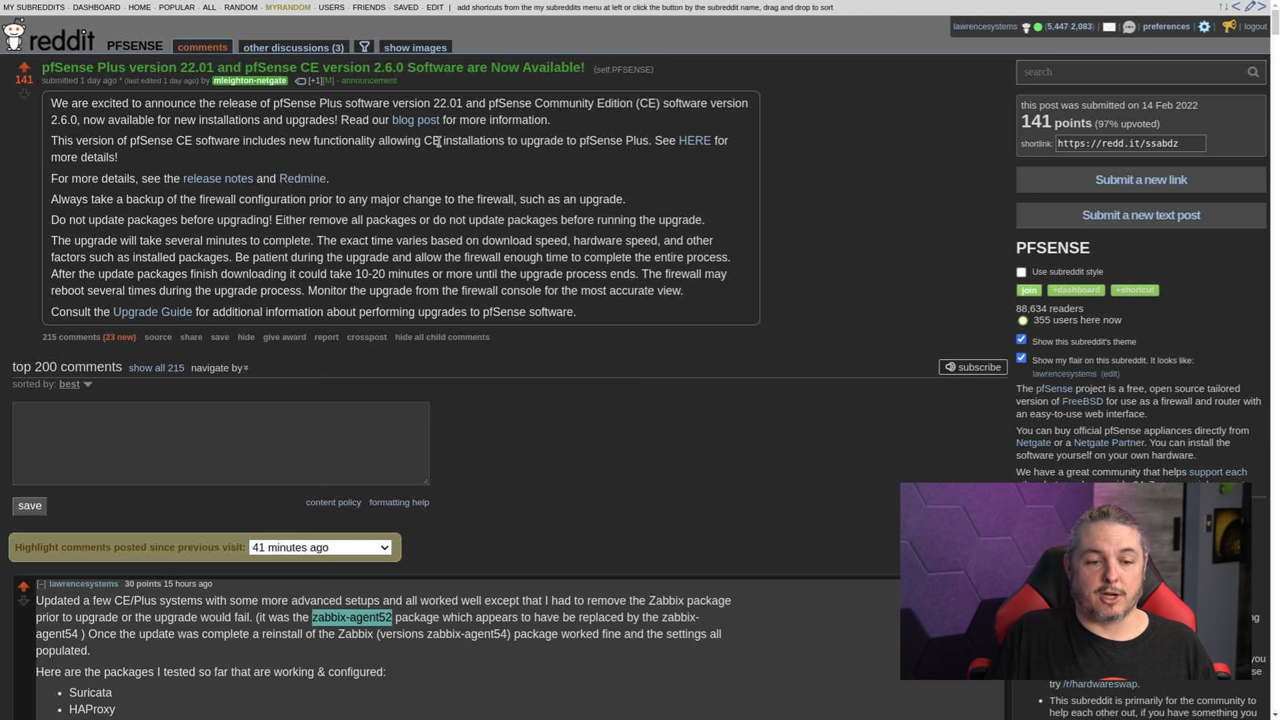 MY SUBREDDITS - DASHBOARD - HOME - POPULAR - ALL - RANDOM - MYRANDOM - USERS - FRIENDS - SAVED - EDIT | add shortcuts from the my subreddits menu at left or click the button by the subreddit name, drag and drop to sort
reddit PFSENSE comments other discussions (3) show images
lawrencesystems (5,447·2,083) | preferences | logout
141
pfSense Plus version 22.01 and pfSense CE version 2.6.0 Software are Now Available! (self.PFSENSE)
submitted 1 day ago * (last edited 1 day ago) by mleighton-netgate [+1][M] - announcement
We are excited to announce the release of pfSense Plus software version 22.01 and pfSense Community Edition (CE) software version
2.6.0, now available for new installations and upgrades! Read our blog post for more information.
This version of pfSense CE software includes new functionality allowing CE installations to upgrade to pfSense Plus. See HERE for
more details!
For more details, see the release notes and Redmine.
Always take a backup of the firewall configuration prior to any major change to the firewall, such as an upgrade.
Do not update packages before upgrading! Either remove all packages or do not update packages before running the upgrade.
The upgrade will take several minutes to complete. The exact time varies based on download speed, hardware speed, and other
factors such as installed packages. Be patient during the upgrade and allow the firewall enough time to complete the entire process.
After the update packages finish downloading it could take 10-20 minutes or more until the upgrade process ends. The firewall may
reboot several times during the upgrade process. Monitor the upgrade from the firewall console for the most accurate view.
Consult the Upgrade Guide for additional information about performing upgrades to pfSense software.
215 comments (23 new) source share save hide give award report crosspost hide all child comments
top 200 comments show all 215 navigate by
subscribe
sorted by: best
save
content policy formatting help
Highlight comments posted since previous visit: 41 minutes ago
[–] lawrencesystems 30 points 15 hours ago
Updated a few CE/Plus systems with some more advanced setups and all worked well except that I had to remove the Zabbix package
prior to upgrade or the upgrade would fail. (it was the zabbix-agent52 package which appears to have be replaced by the zabbix-
agent54 ) Once the update was complete a reinstall of the Zabbix (versions zabbix-agent54) package worked fine and the settings all
populated.
Here are the packages I tested so far that are working & configured:
• Suricata
• HAProxy
search
this post was submitted on 14 Feb 2022
141 points (97% upvoted)
shortlink: https://redd.it/ssabdz
Submit a new link
Submit a new text post
PFSENSE
Use subreddit style
join +dashboard +shortcut
88,634 readers
355 users here now
Show this subreddit's theme
Show my flair on this subreddit. It looks like:
lawrencesystems (edit)
The pfSense project is a free, open source tailored
version of FreeBSD for use as a firewall and router with
an easy-to-use web interface.
You can buy official pfSense appliances directly from
Netgate or a Netgate Partner. You can install the
software yourself on your own hardware.
We have a great community that helps support each
try /r/hardwareswap.
• This subreddit is primarily for the community to
help each other out, if you have something you